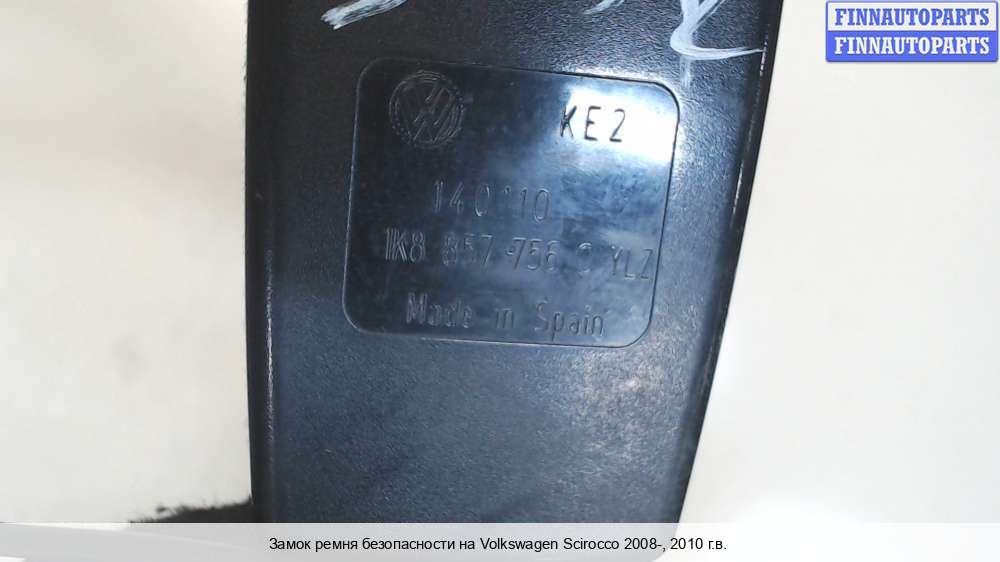 FINNAUTOPARTS
FINNAUTOPARTS
KE2
140110
1K8 857 756 C YLZ
Made in Spain
Замок ремня безопасности на Volkswagen Scirocco 2008-, 2010 г.в.